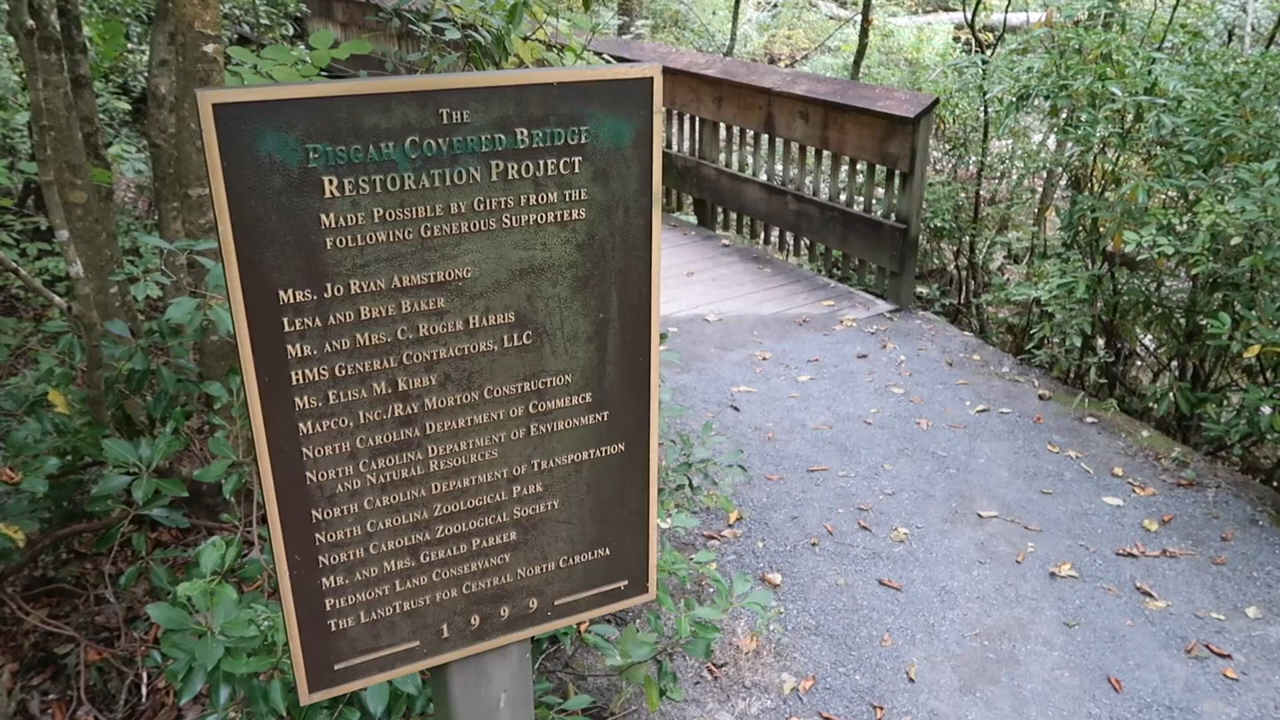 THE
PISGAH COVERED BRIDGE
RESTORATION PROJECT
MADE POSSIBLE BY GIFTS FROM THE
FOLLOWING GENEROUS SUPPORTERS
MRS. JO RYAN ARMSTRONG
LENA AND BRYE BAKER
MR. AND MRS. C. ROGER HARRIS
HMS GENERAL CONTRACTORS, LLC
MS. ELISA M. KIRBY
MAPCO, INC./RAY MORTON CONSTRUCTION
NORTH CAROLINA DEPARTMENT OF COMMERCE
NORTH CAROLINA DEPARTMENT OF ENVIRONMENT
AND NATURAL RESOURCES
NORTH CAROLINA DEPARTMENT OF TRANSPORTATION
NORTH CAROLINA ZOOLOGICAL PARK
NORTH CAROLINA ZOOLOGICAL SOCIETY
MR. AND MRS. GERALD PARKER
PIEDMONT LAND CONSERVANCY
THE LANDTRUST FOR CENTRAL NORTH CAROLINA
1999